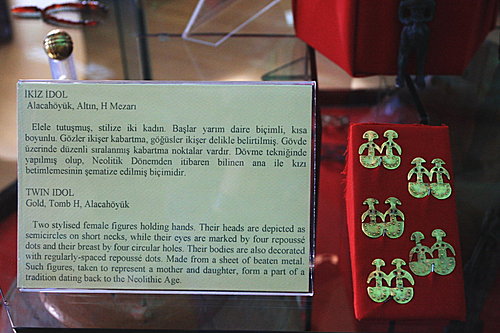 İKİZ İDOL
Alacahöyük, Altın, H Mezarı
Elele tutuşmuş, stilize iki kadın. Başlar yarım daire biçimli, kısa
boyunlu. Gözler ikişer kabartma, göğüsler ikişer delikle belirtilmiş. Gövde
üzerinde düzenli sıralanmış kabartma noktalar vardır. Dövme tekniğinde
yapılmış olup, Neolitik Dönemden itibaren bilinen ana ile kızı
betimlemesinin şematize edilmiş biçimidir.
TWIN IDOL
Gold, Tomb H, Alacahöyük
Two stylised female figures holding hands. Their heads are depicted as
semicircles on short necks, while their eyes are marked by four repoussé
dots and their breast by four circular holes. Their bodies are also decorated
with regularly-spaced repoussé dots. Made from a sheet of beaten metal.
Such figures, taken to represent a mother and daughter, form a part of a
tradition dating back to the Neolithic Age.